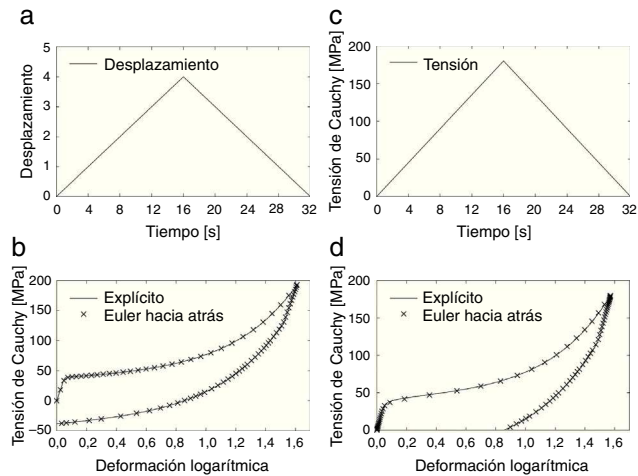 a
5
4
3
2
1
0
Desplazamiento
Desplazamiento
0 4 8 12 16 20 24 28 32
Tiempo [s]
c
200
150
100
50
0
Tensión de Cauchy [MPa]
Tensión
0 4 8 12 16 20 24 28 32
Tiempo [s]
b
200
150
100
50
0
−50
Tensión de Cauchy [MPa]
Explícito
Euler hacia atrás
0,0 0,2 0,4 0,6 0,8 1,0 1,2 1,4 1,6
Deformación logarítmica
d
200
150
100
50
0
Tensión de Cauchy [MPa]
Explícito
Euler hacia atrás
0,0 0,2 0,4 0,6 0,8 1,0 1,2 1,4 1,6
Deformación logarítmica